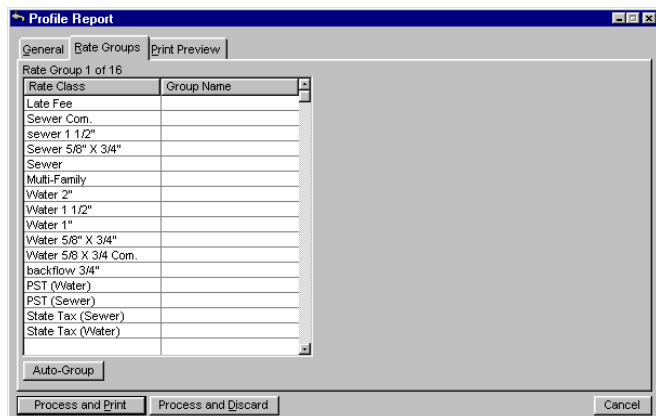 Profile Report
General Rate Groups Print Preview
Rate Group 1 of 16
Rate Class Group Name
Late Fee
Sewer Com.
sewer 1 1/2"
Sewer 5/8" X 3/4"
Sewer
Multi-Family
Water 2"
Water 1 1/2"
Water 1"
Water 5/8" X 3/4"
Water 5/8 X 3/4 Com.
backflow 3/4"
PST (Water)
PST (Sewer)
State Tax (Sewer)
State Tax (Water)
Auto-Group
Process and Print Process and Discard Cancel